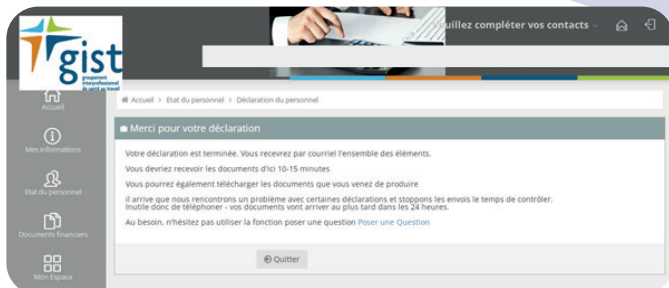 uillez compléter vos contacts
gist
groupement
interprofessionnel
de santé au travail
Accueil
Accueil > Etat du personnel > Déclaration du personnel
Merci pour votre déclaration
Mes informations
Votre déclaration est terminée. Vous recevrez par courriel l'ensemble des éléments.
Vous devriez recevoir les documents d'ici 10-15 minutes
Vous pourrez également télécharger les documents que vous venez de produire
Etat du personnel
Il arrive que nous rencontrons un problème avec certaines déclarations et stoppons les envois le temps de contrôler.
Inutile donc de téléphoner - vos documents vont arriver au plus tard dans les 24 heures.
Au besoin, n'hésitez pas utiliser la fonction poser une question Poser une Question
Documents financiers
Quitter
Mon Espace